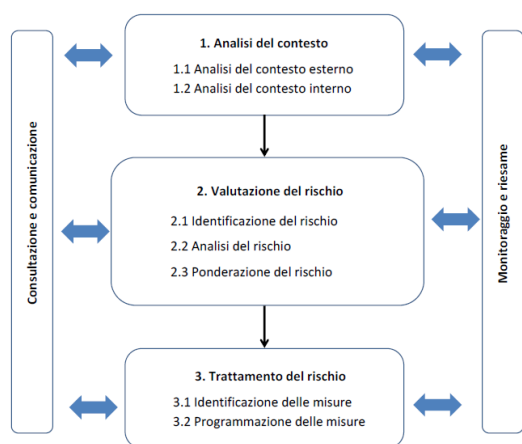 1. Analisi del contesto
1.1 Analisi del contesto esterno
1.2 Analisi del contesto interno
Consultazione e comunicazione
Monitoraggio e riesame
2. Valutazione del rischio
2.1 Identificazione del rischio
2.2 Analisi del rischio
2.3 Ponderazione del rischio
3. Trattamento del rischio
3.1 Identificazione delle misure
3.2 Programmazione delle misure